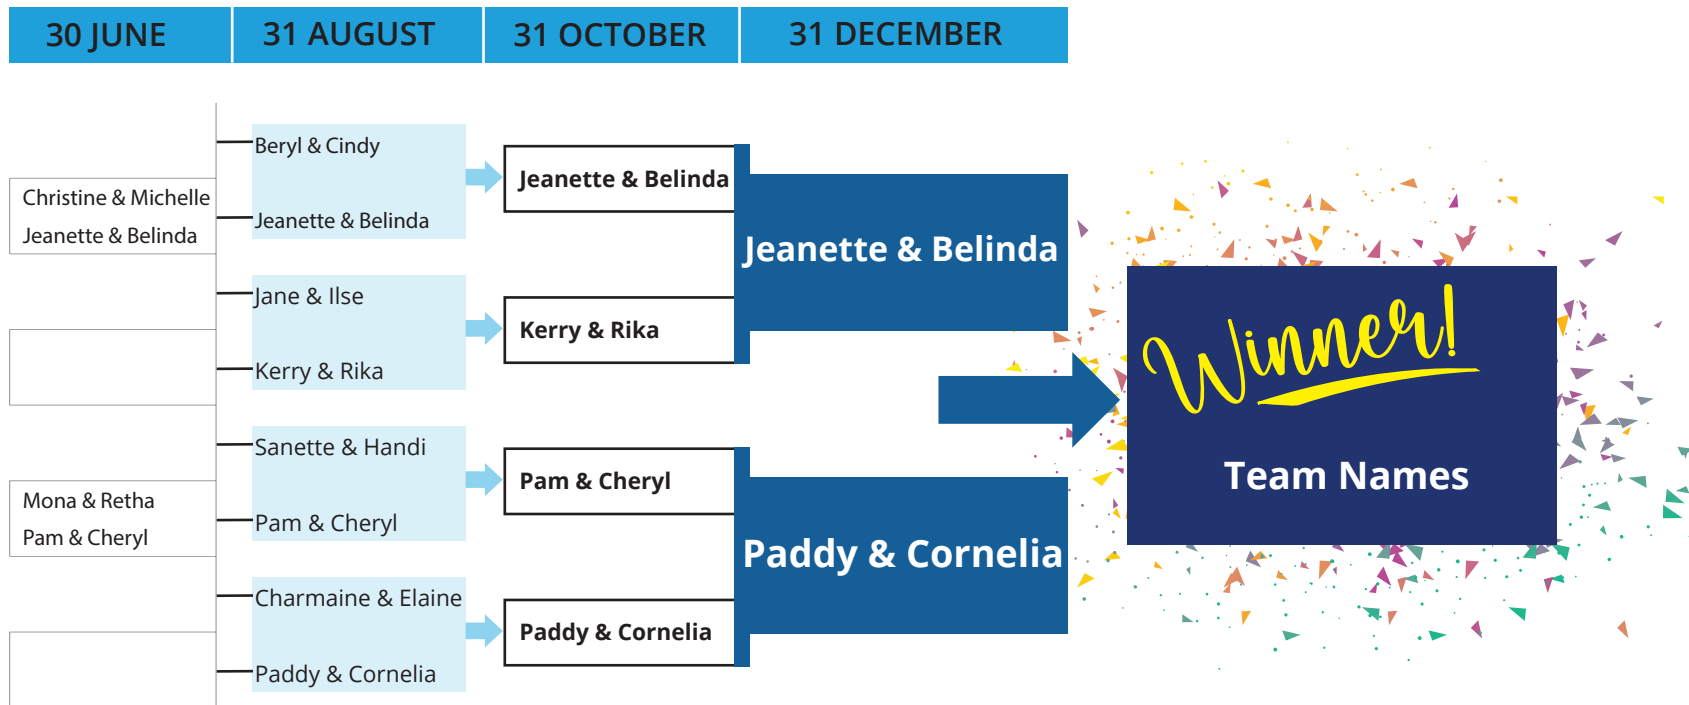 30 JUNE
31 AUGUST
31 OCTOBER
31 DECEMBER
Christine & Michelle
Jeanette & Belinda
Mona & Retha
Pam & Cheryl
Beryl & Cindy
Jeanette & Belinda
Jane & Ilse
Kerry & Rika
Sanette & Handi
Pam & Cheryl
Charmaine & Elaine
Paddy & Cornelia
Jeanette & Belinda
Kerry & Rika
Pam & Cheryl
Paddy & Cornelia
Jeanette & Belinda
Paddy & Cornelia
Winner!
Team Names